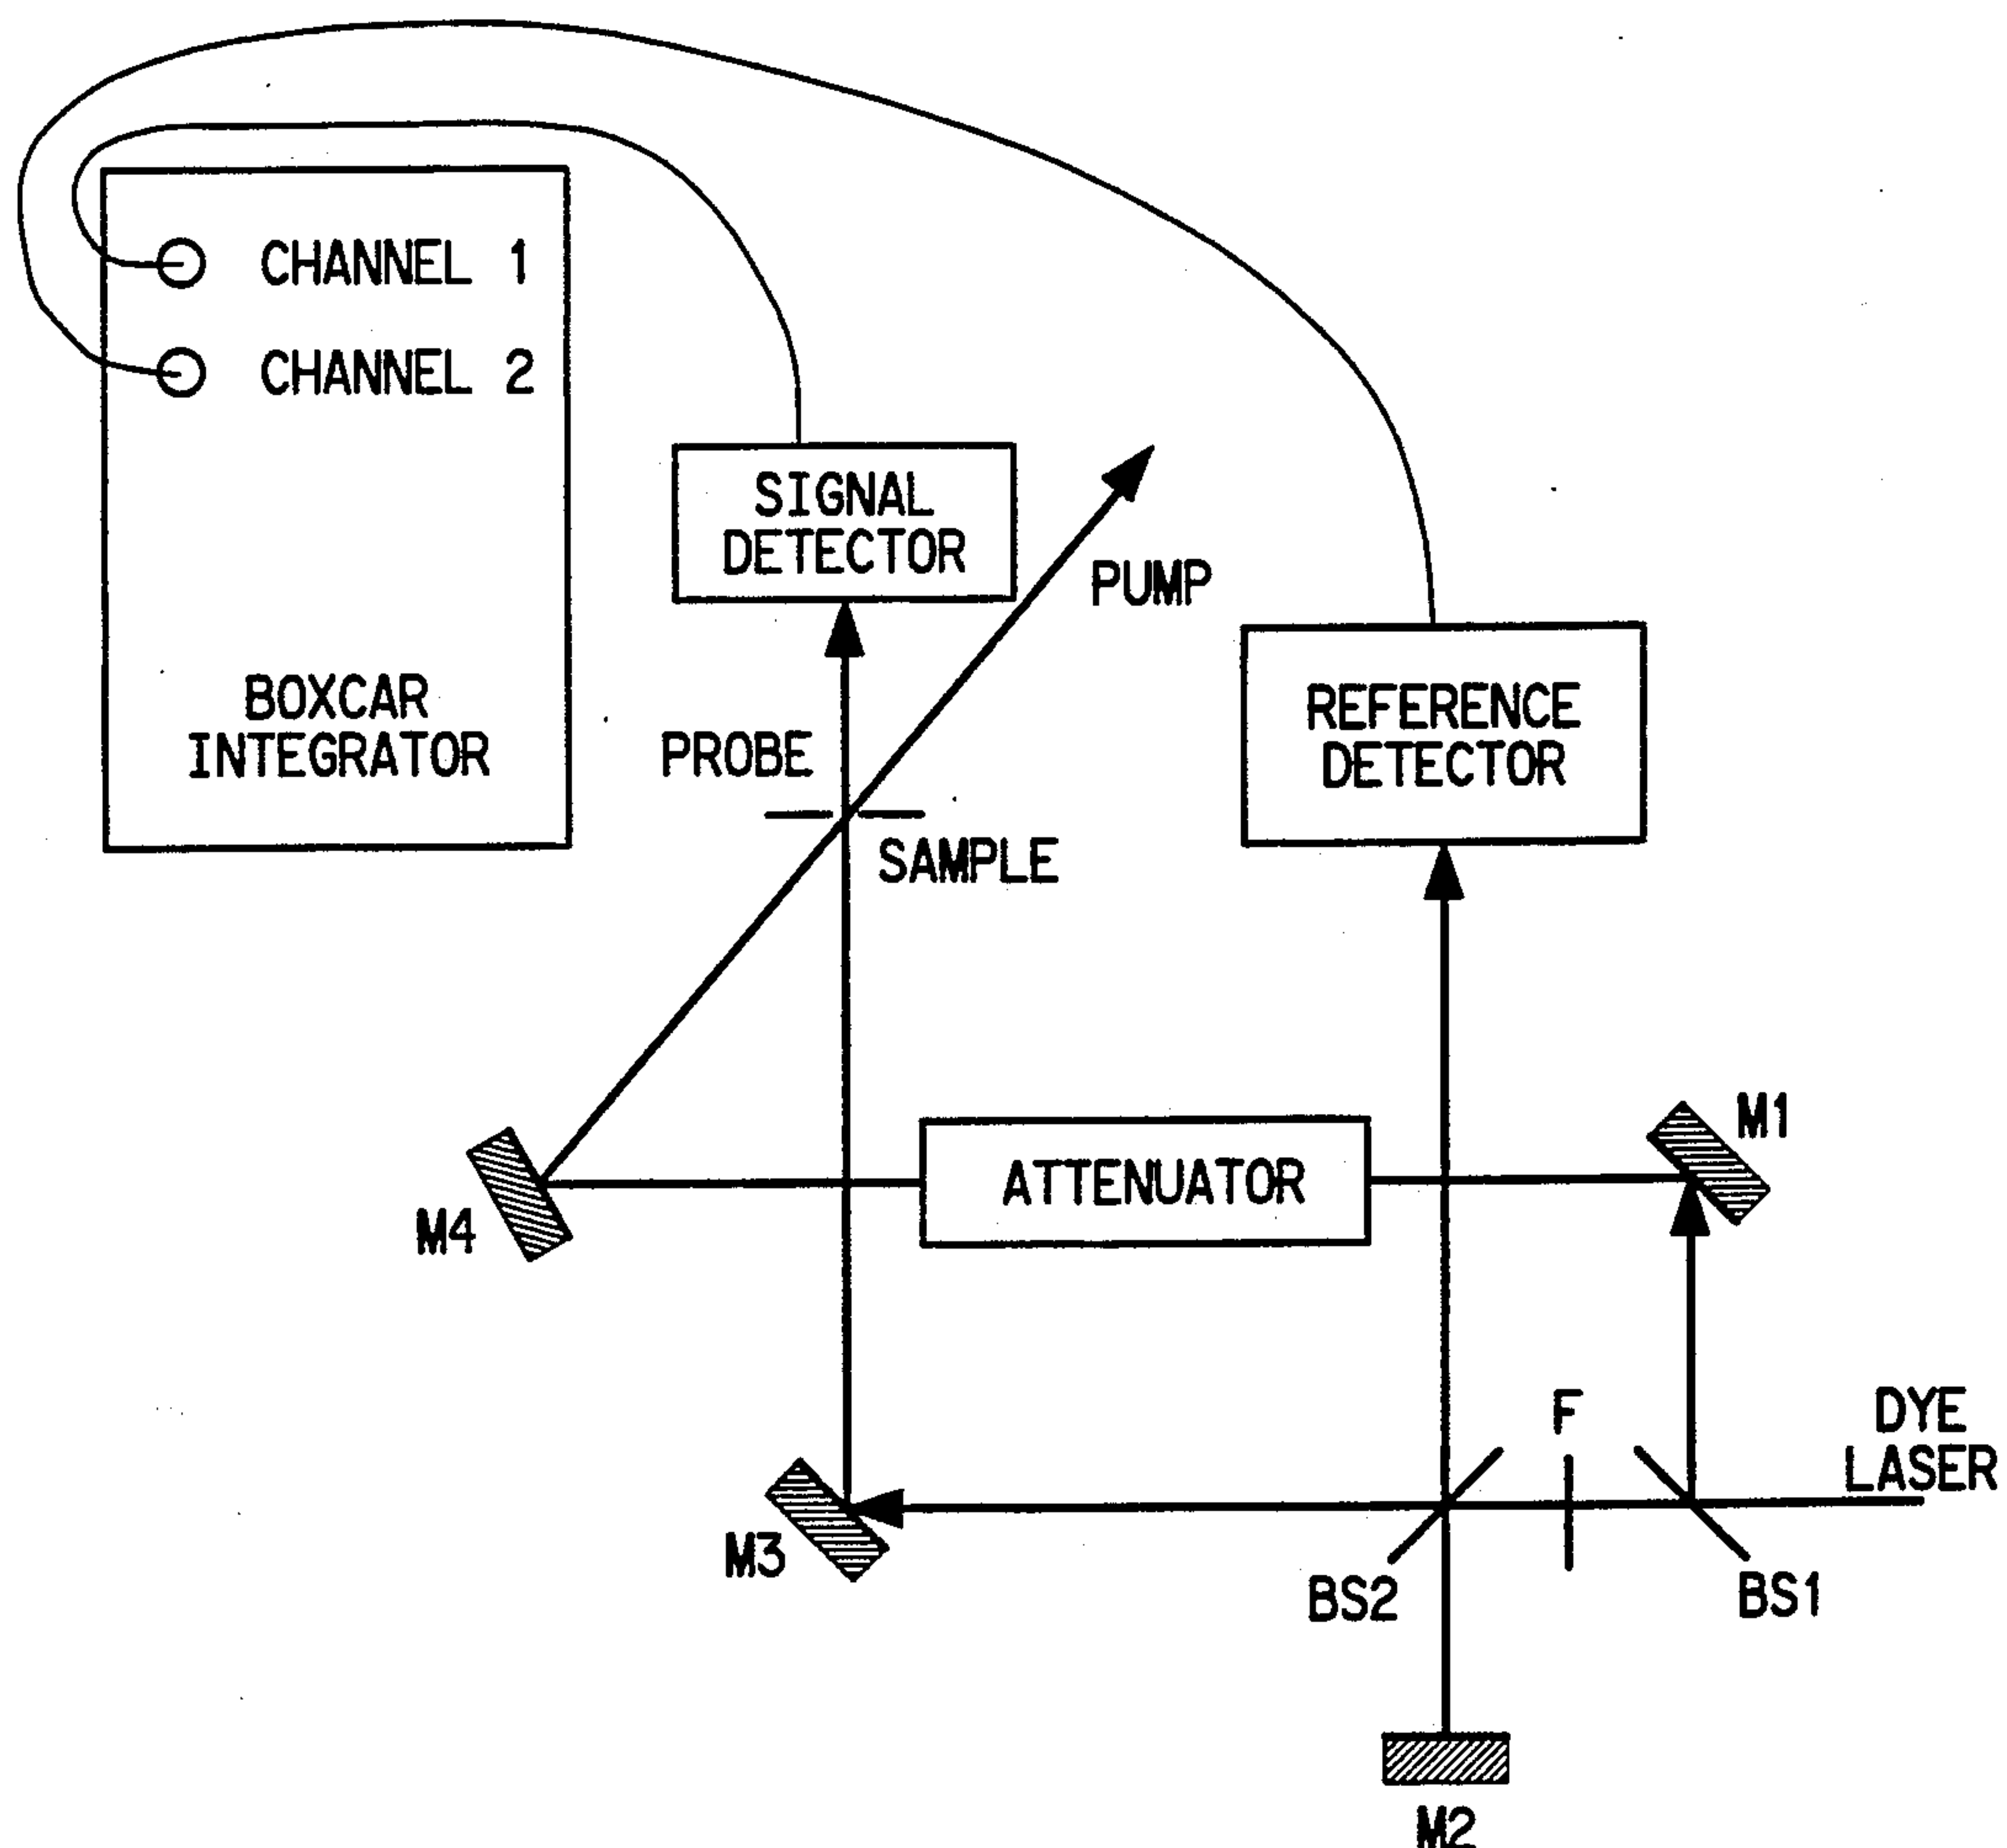 CHANNEL 1
CHANNEL 2
BOXCAR
INTEGRATOR
SIGNAL
DETECTOR
PUMP
REFERENCE
DETECTOR
PROBE
SAMPLE
M1
ATTENUATOR
M4
F
DYE
LASER
M3
BS2
BS1
M2